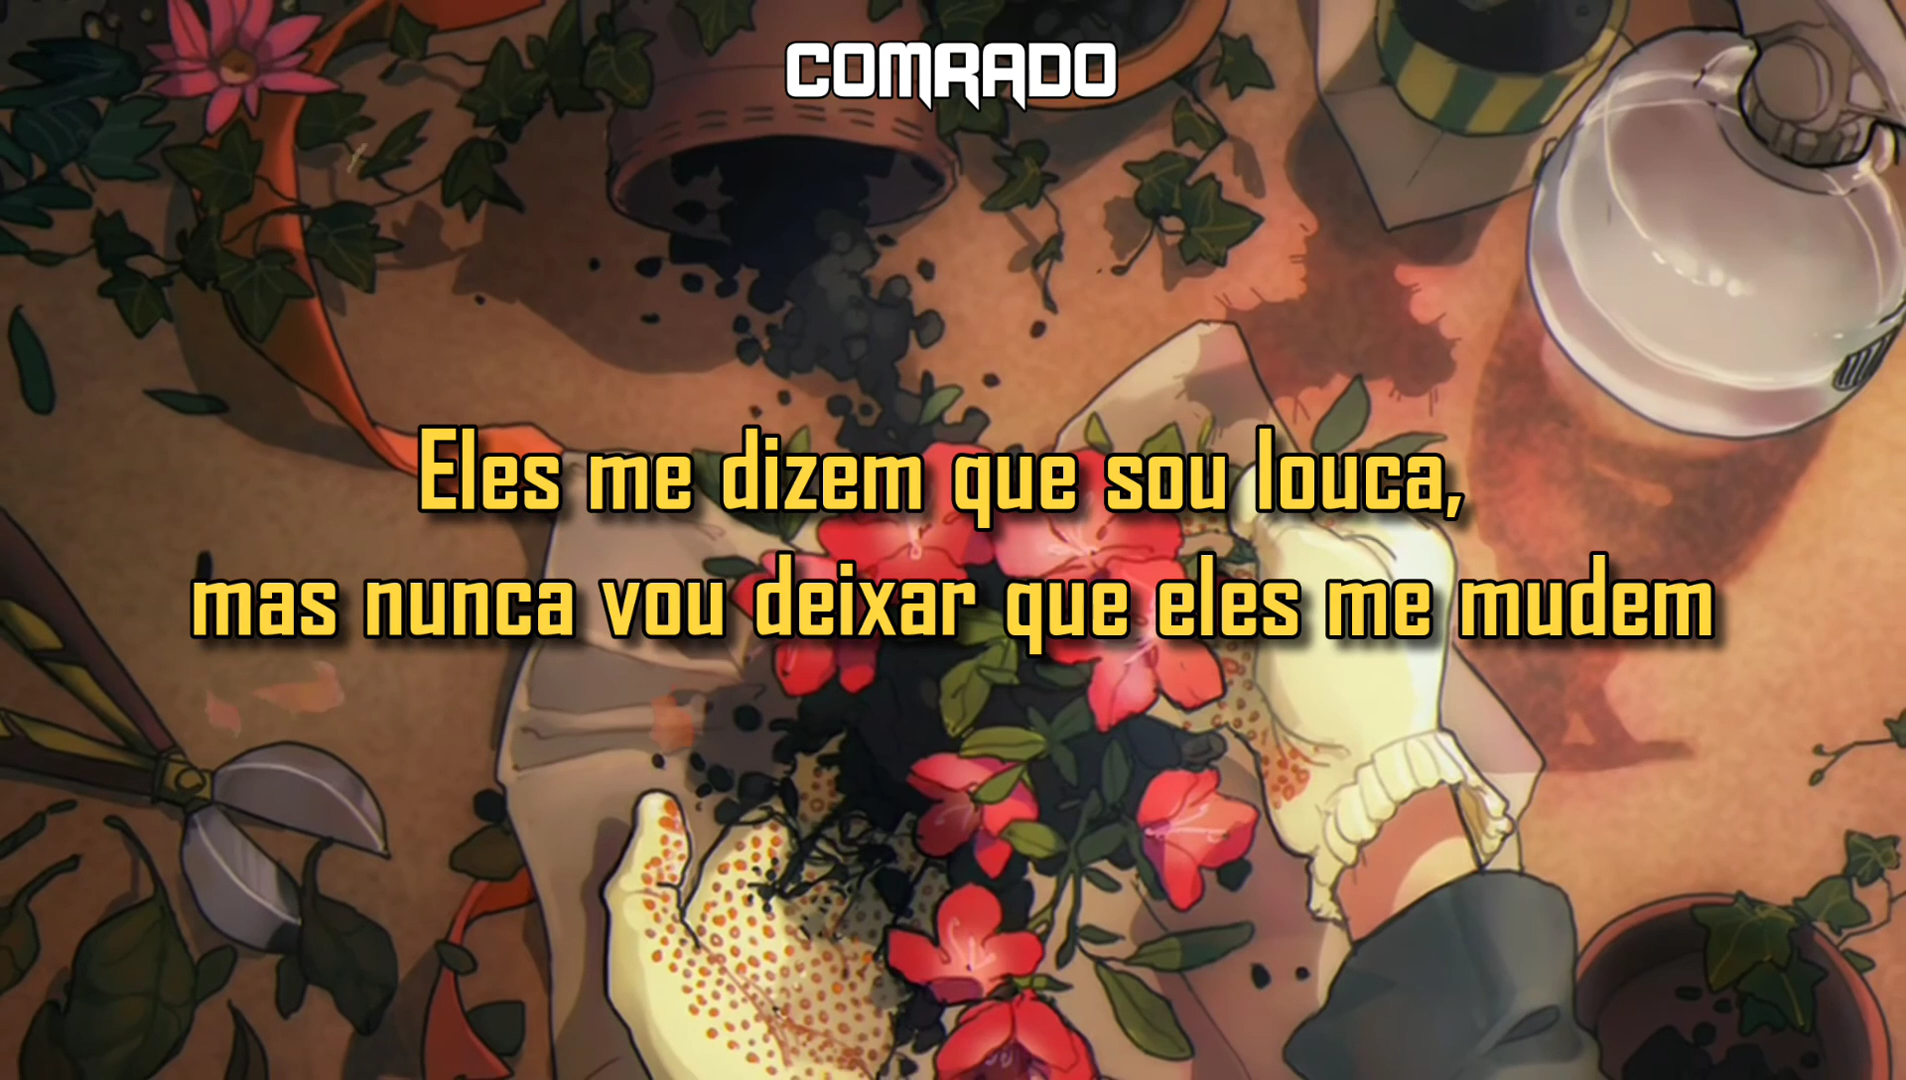 COMRADO
Eles me dizem que sou louca,
mas nunca vou deixar que eles me mudem